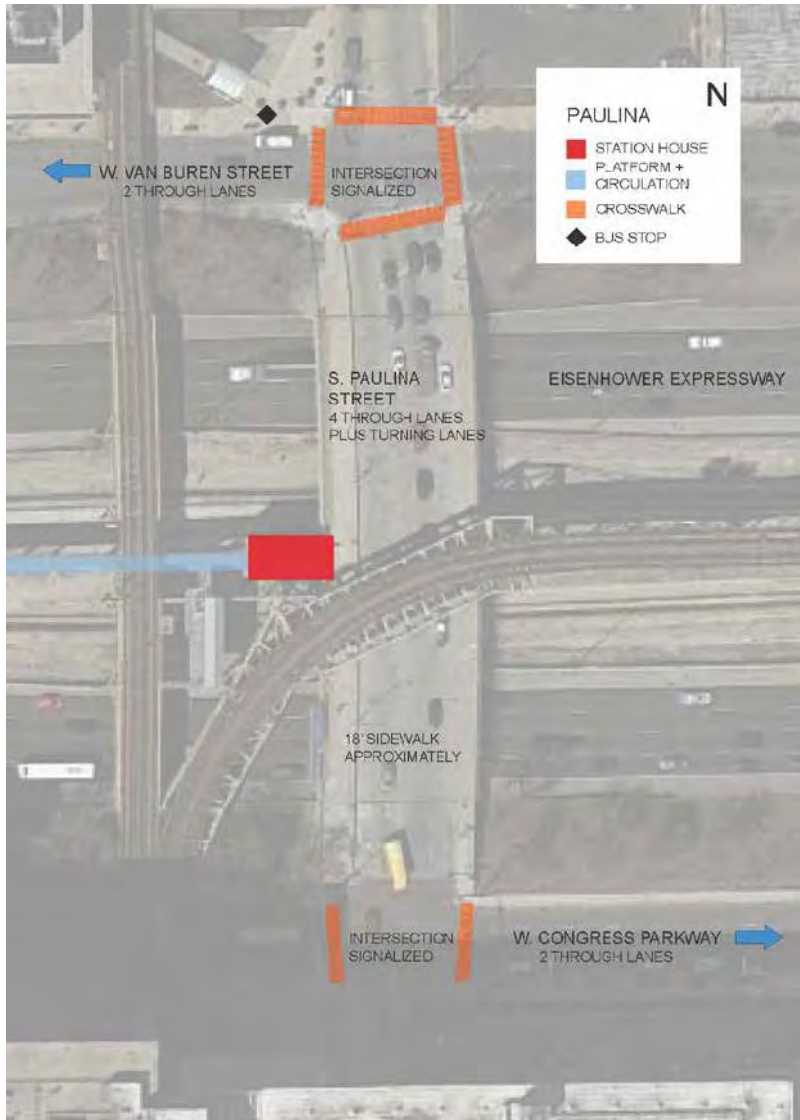 N
PAULINA
STATION HOUSE
PLATFORM +
CIRCULATION
CROSSWALK
BUS STOP
W. VAN BUREN STREET
2 THROUGH LANES
INTERSECTION
SIGNALIZED
S. PAULINA
STREET
4 THROUGH LANES
PLUS TURNING LANES
EISENHOWER EXPRESSWAY
18' SIDEWALK
APPROXIMATELY
INTERSECTION
SIGNALIZED
W. CONGRESS PARKWAY
2 THROUGH LANES